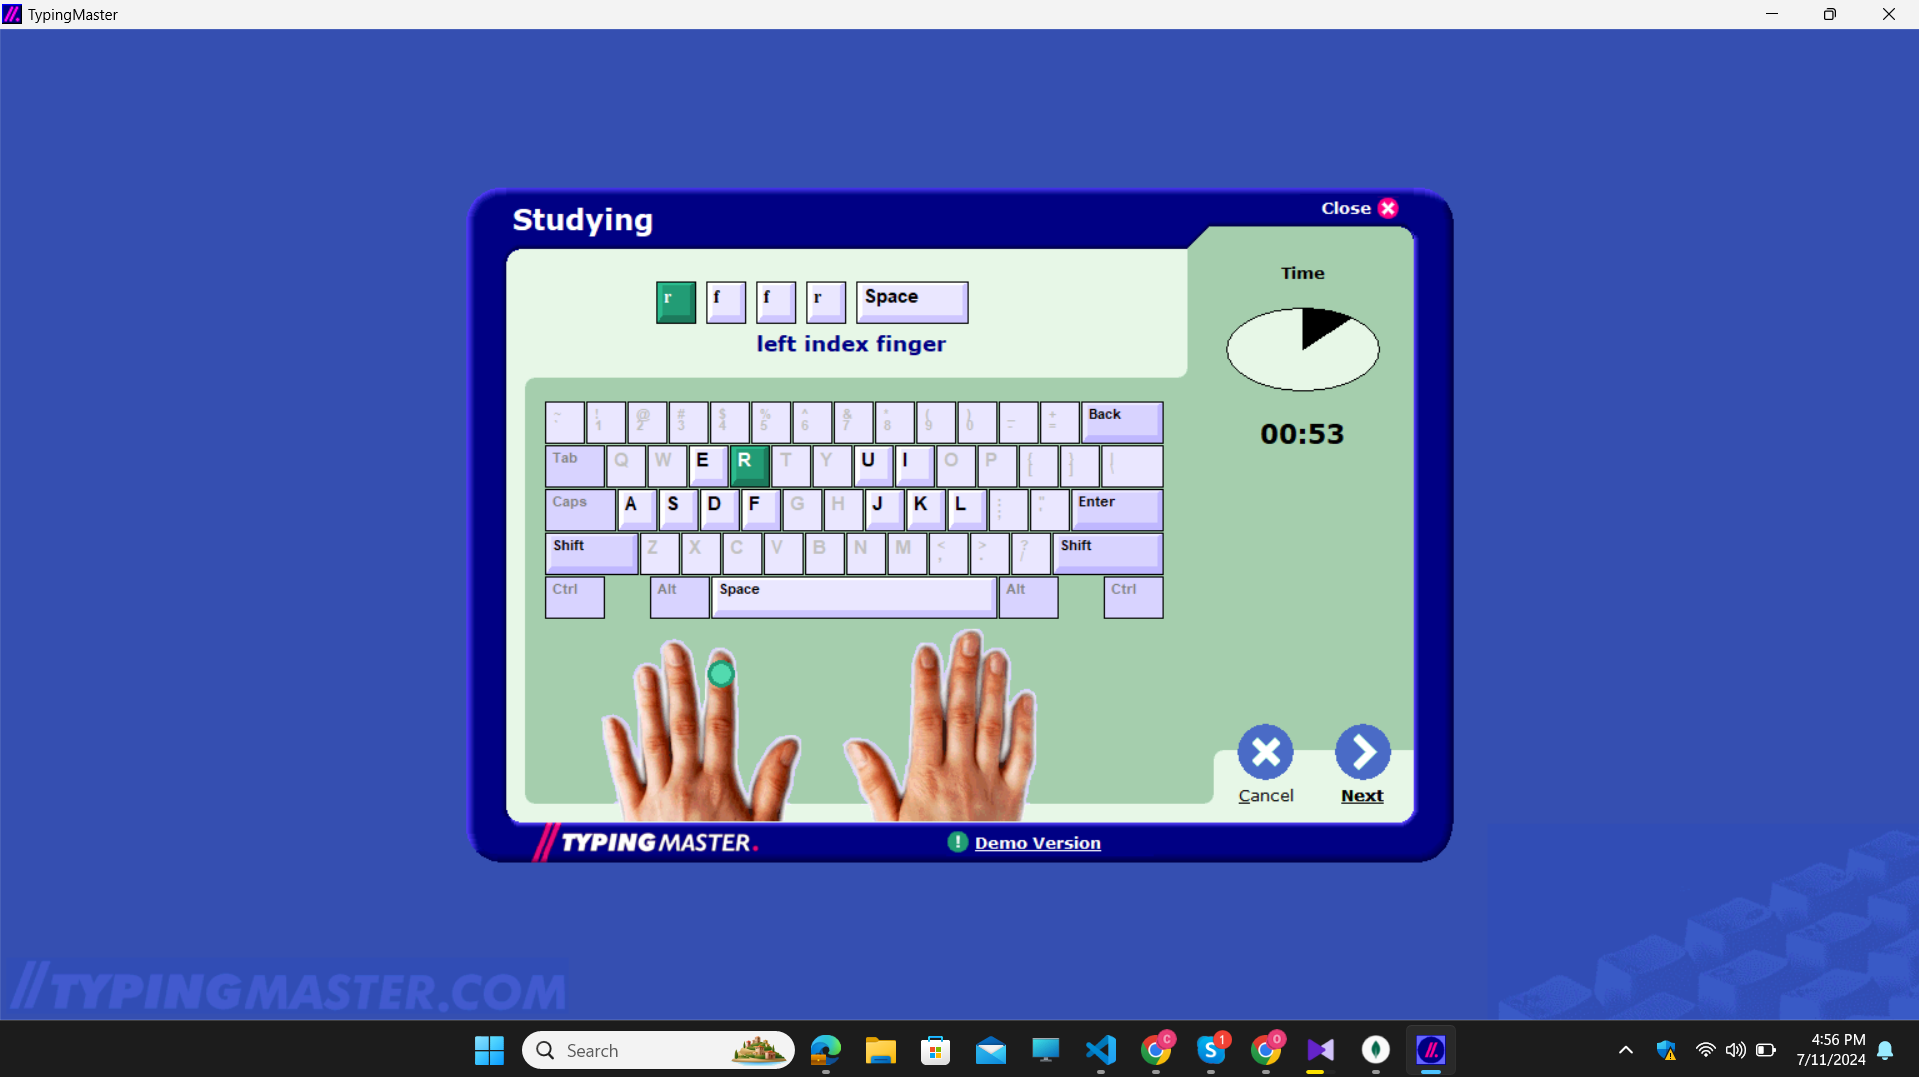 TypingMaster
Studying
Close
r f f r Space
left index finger
Time
00:53
~ ! @ # $ % ^ & * ( ) _ + Back
` 1 2 3 4 5 6 7 8 9 0 - =
Tab Q W E R T Y U I O P { } |
[ ] \
Caps A S D F G H J K L : " Enter
; '
Shift Z X C V B N M < > ? Shift
, . /
Ctrl Alt Space Alt Ctrl
Cancel Next
TYPING MASTER.
! Demo Version
//TYPINGMASTER.COM
Search
C
1
O
4:56 PM
7/11/2024